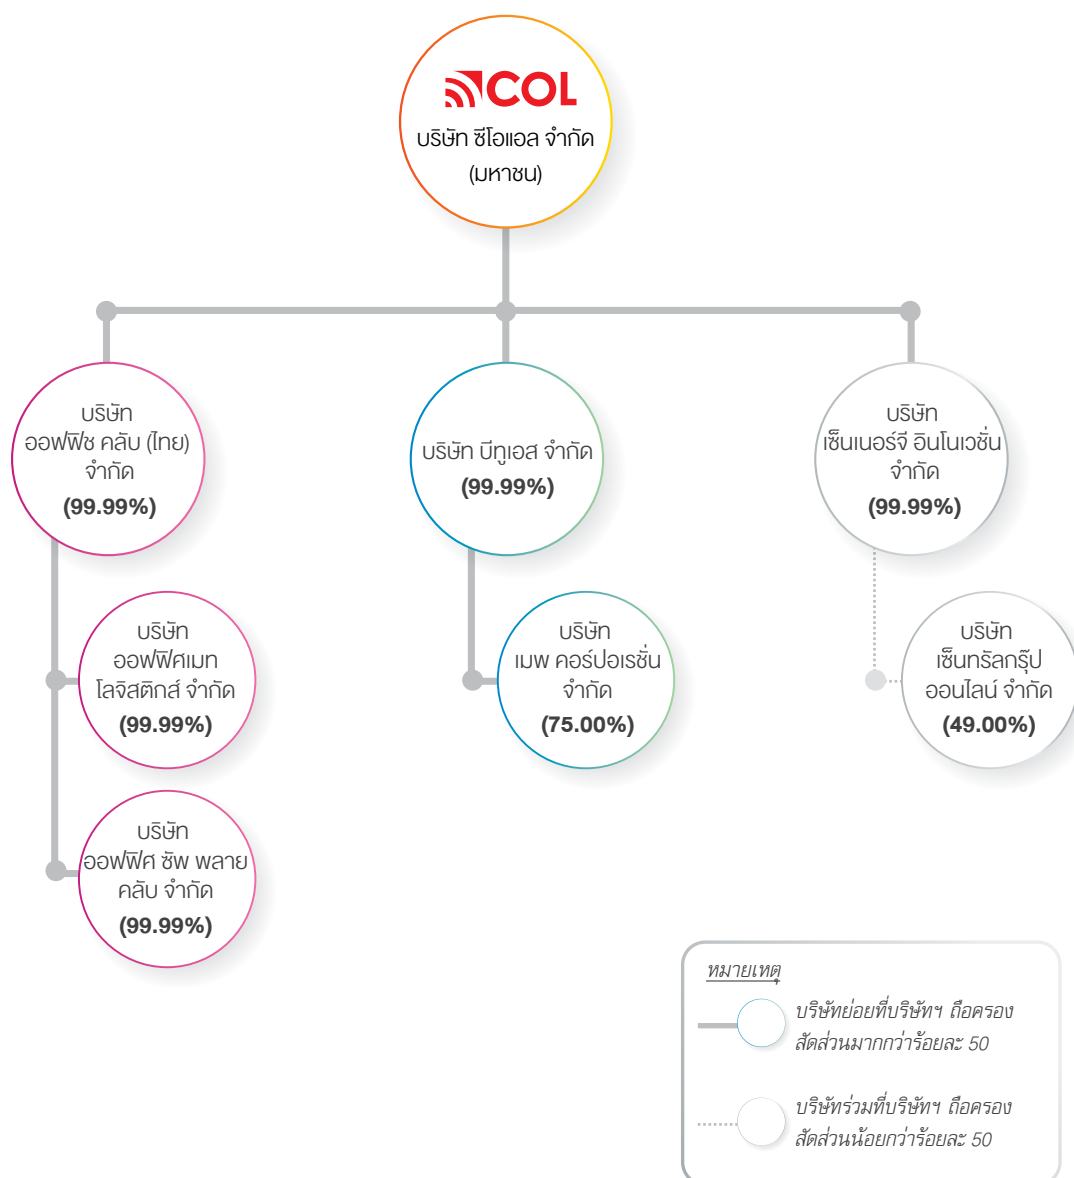 COL
บริษัท ซีโอแอล จำกัด
(มหาชน)
บริษัท
ออฟฟิช คลับ (ไทย)
จำกัด
(99.99%)
บริษัท บีทูเอส จำกัด
(99.99%)
บริษัท
เซ็นเนอร์จี อินโนเวชั่น
จำกัด
(99.99%)
บริษัท
ออฟฟิศเมท
โลจิสติกส์ จำกัด
(99.99%)
บริษัท
เมพ คอร์ปอเรชั่น
จำกัด
(75.00%)
บริษัท
เซ็นทรัลกรุ๊ป
ออนไลน์ จำกัด
(49.00%)
บริษัท
ออฟฟิศ ซัพ พลาย
คลับ จำกัด
(99.99%)
หมายเหตุ
บริษัทย่อยที่บริษัทฯ ถือครอง
สัดส่วนมากกว่าร้อยละ 50
บริษัทร่วมที่บริษัทฯ ถือครอง
สัดส่วนน้อยกว่าร้อยละ 50